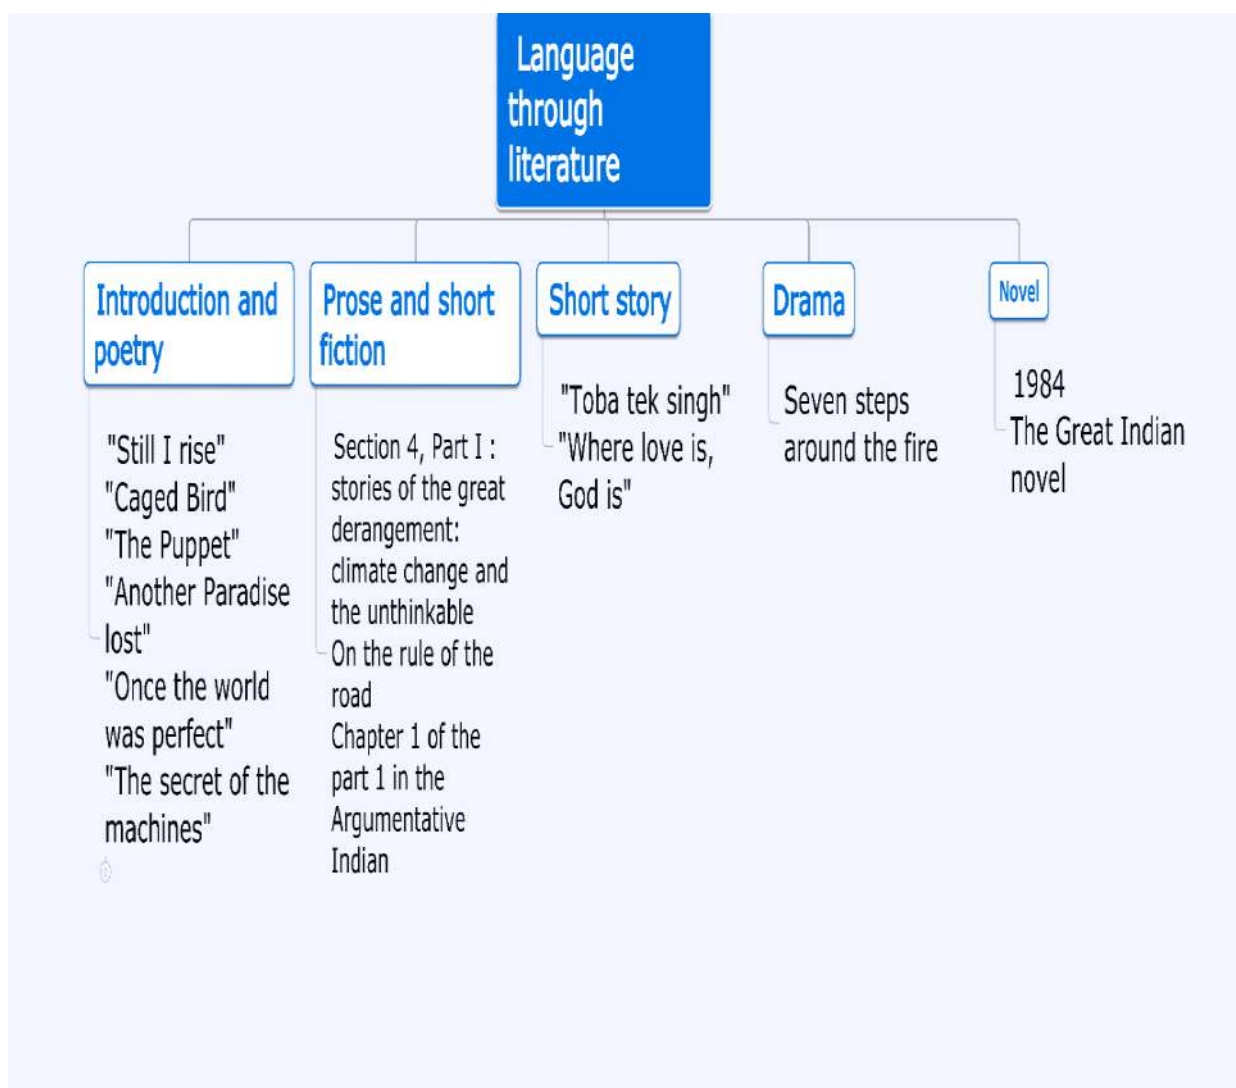 Language
through
literature
Introduction and
poetry
"Still I rise"
"Caged Bird"
"The Puppet"
"Another Paradise
lost"
"Once the world
was perfect"
"The secret of the
machines"
Prose and short
fiction
Section 4, Part I :
stories of the great
derangement:
climate change and
the unthinkable
On the rule of the
road
Chapter 1 of the
part 1 in the
Argumentative
Indian
Short story
"Toba tek singh"
"Where love is,
God is"
Drama
Seven steps
around the fire
Novel
1984
The Great Indian
novel